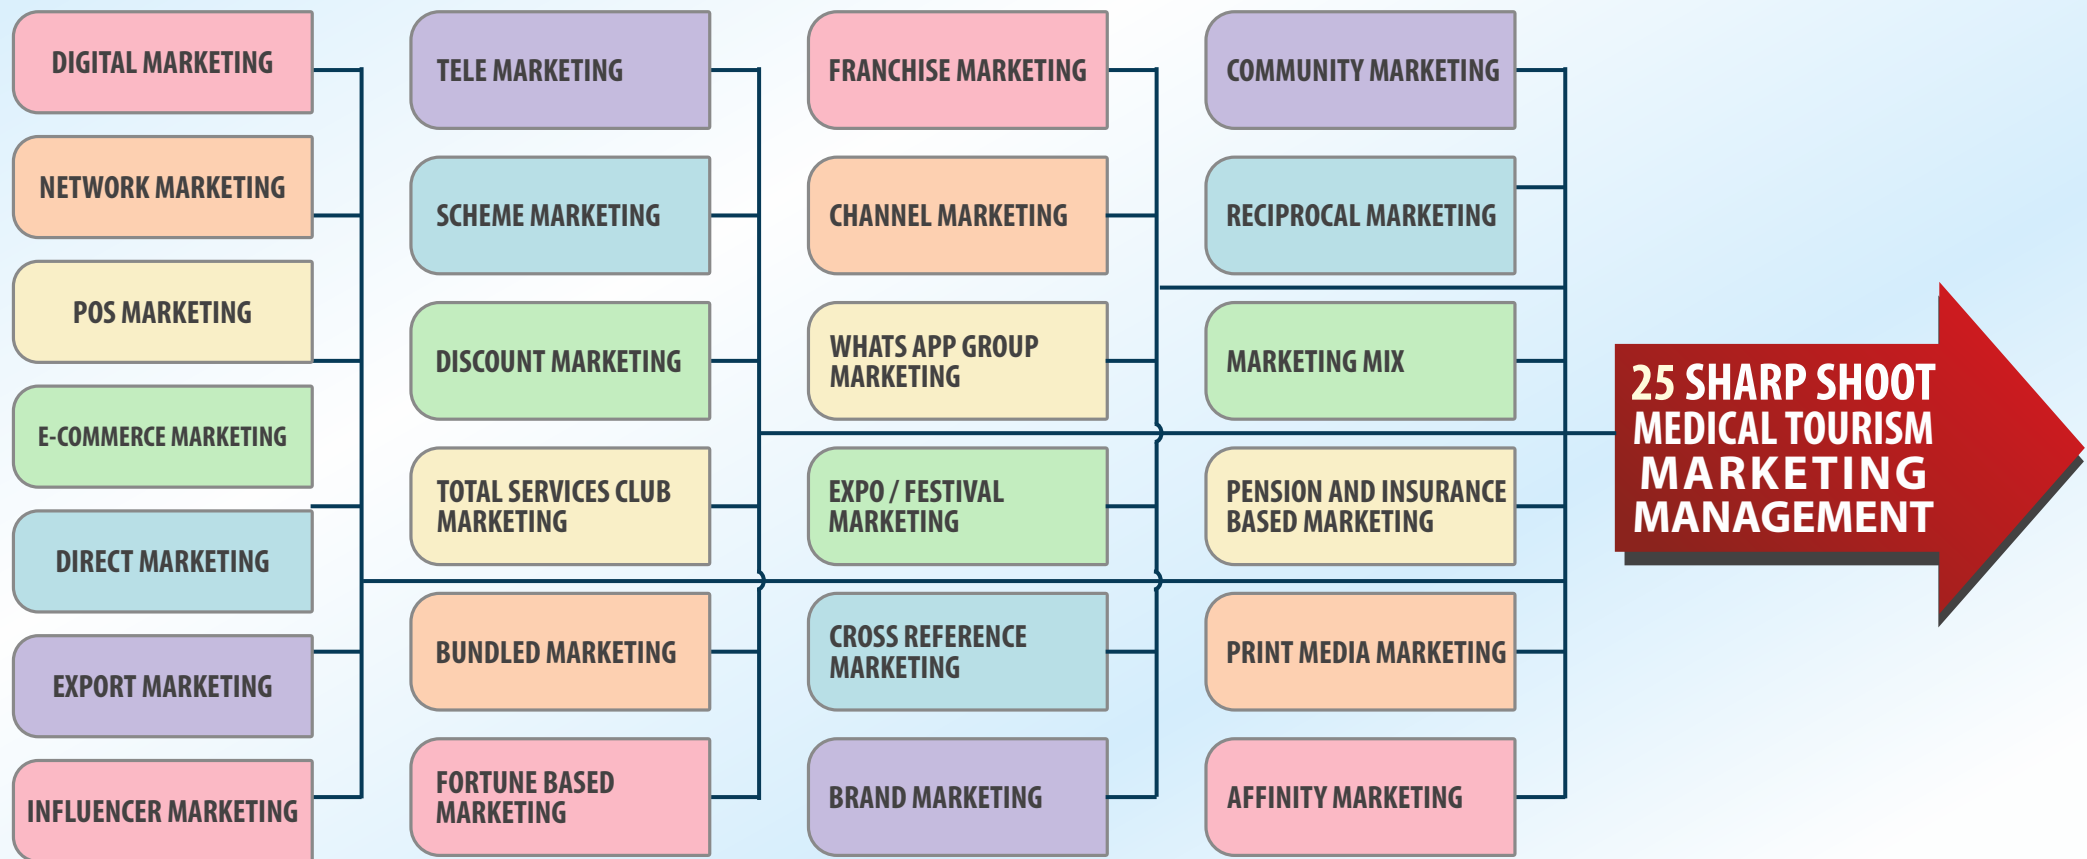 DIGITAL MARKETING
NETWORK MARKETING
POS MARKETING
E-COMMERCE MARKETING
DIRECT MARKETING
EXPORT MARKETING
INFLUENCER MARKETING
TELE MARKETING
SCHEME MARKETING
DISCOUNT MARKETING
TOTAL SERVICES CLUB
MARKETING
BUNDLED MARKETING
FORTUNE BASED
MARKETING
FRANCHISE MARKETING
CHANNEL MARKETING
WHATS APP GROUP
MARKETING
EXPO / FESTIVAL
MARKETING
CROSS REFERENCE
MARKETING
BRAND MARKETING
COMMUNITY MARKETING
RECIPROCAL MARKETING
MARKETING MIX
PENSION AND INSURANCE
BASED MARKETING
PRINT MEDIA MARKETING
AFFINITY MARKETING
25 SHARP SHOOT
MEDICAL TOURISM
MARKETING
MANAGEMENT